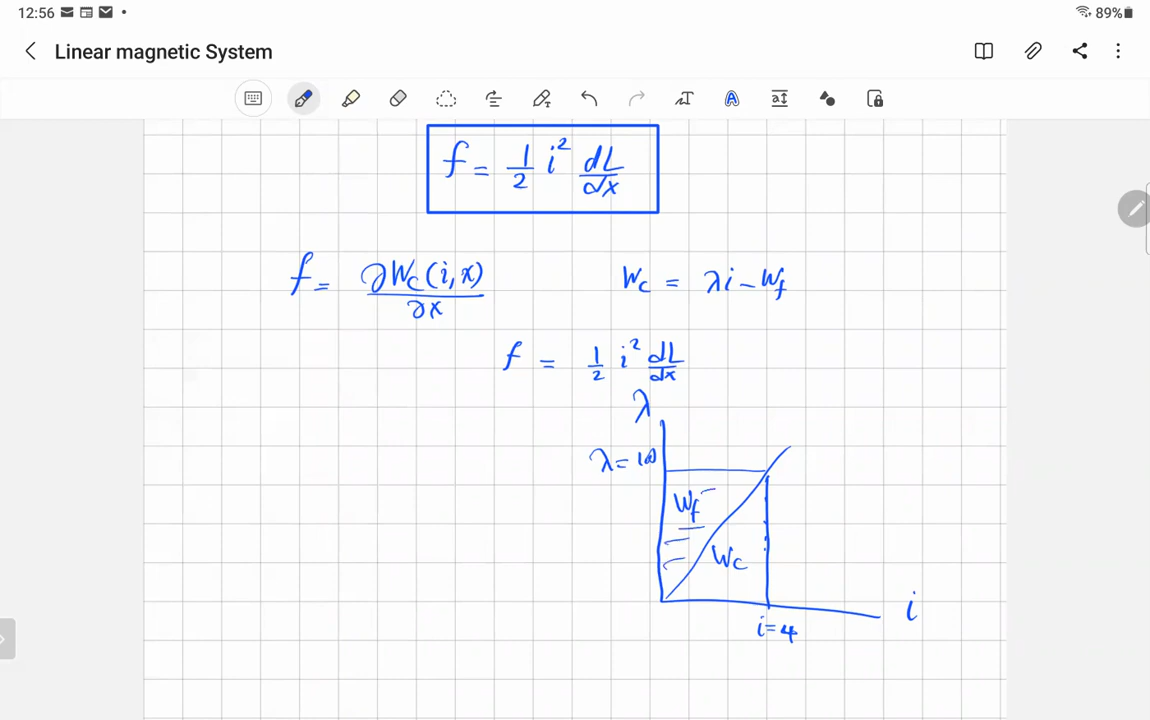 12:56
89%
Linear magnetic System
f = 1/2 i² dL/dx
f = ∂Wc(i,x)/∂x Wc = λi - Wf
f = 1/2 i² dL/dx
λ
Wf
Wc
i
i=4